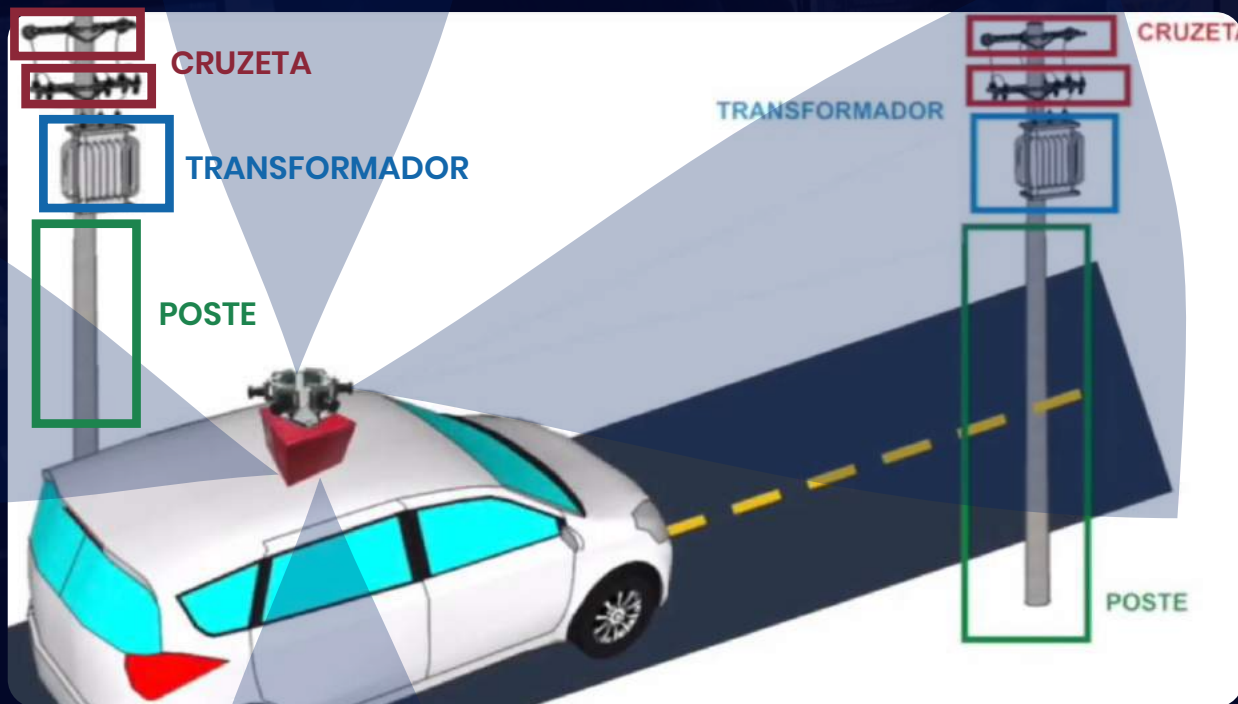 CRUZETA
TRANSFORMADOR
POSTE
CRUZETA
TRANSFORMADOR
POSTE